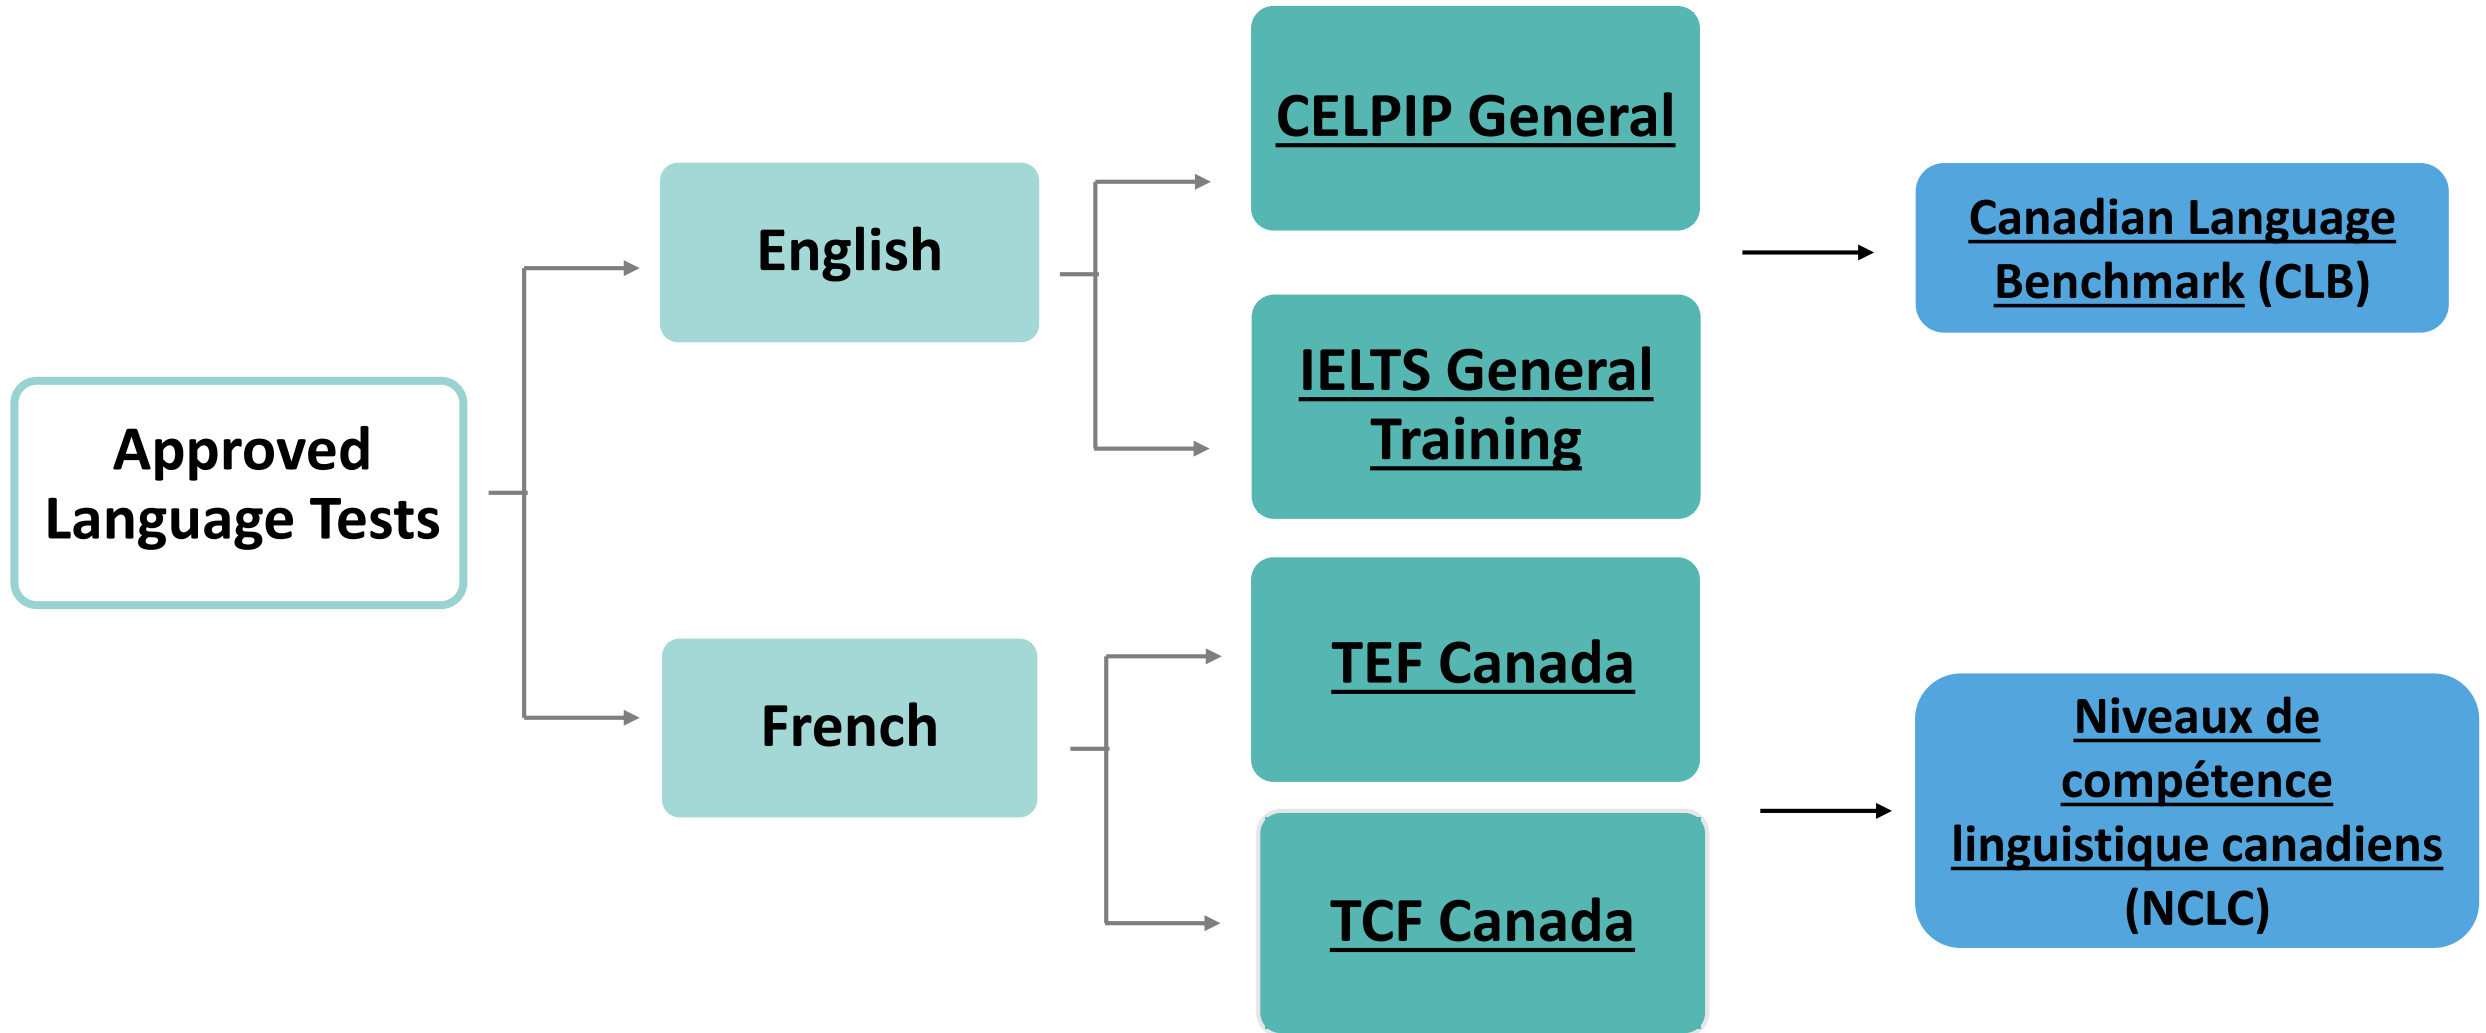 Approved
Language Tests
English
French
CELPIP General
IELTS General
Training
TEF Canada
TCF Canada
Canadian Language
Benchmark (CLB)
Niveaux de
compétence
linguistique canadiens
(NCLC)